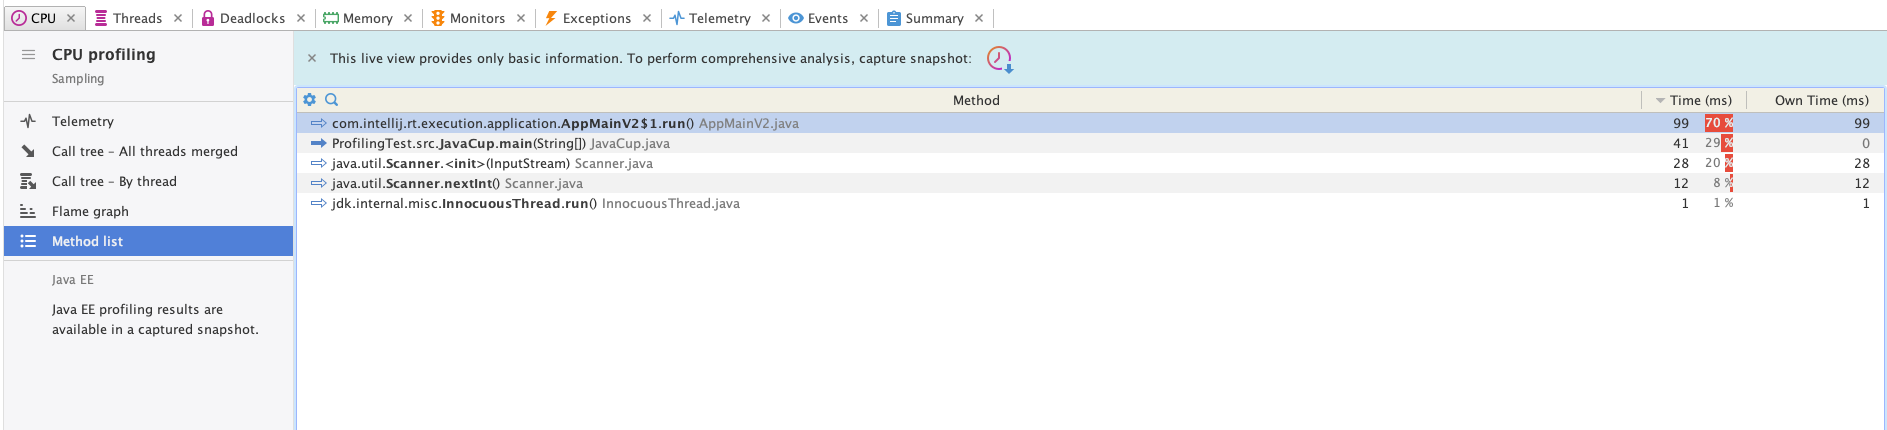 CPU Threads Deadlocks Memory Monitors Exceptions Telemetry Events Summary
CPU profiling
Sampling
Telemetry
Call tree – All threads merged
Call tree – By thread
Flame graph
Method list
Java EE
Java EE profiling results are
available in a captured snapshot.
This live view provides only basic information. To perform comprehensive analysis, capture snapshot:
Method Time (ms) Own Time (ms)
com.intellij.rt.execution.application.AppMainV2$1.run() AppMainV2.java 99 70 % 99
ProfilingTest.src.JavaCup.main(String[]) JavaCup.java 41 29 % 0
java.util.Scanner.<init>(InputStream) Scanner.java 28 20 % 28
java.util.Scanner.nextInt() Scanner.java 12 8 % 12
jdk.internal.misc.InnocuousThread.run() InnocuousThread.java 1 1 % 1